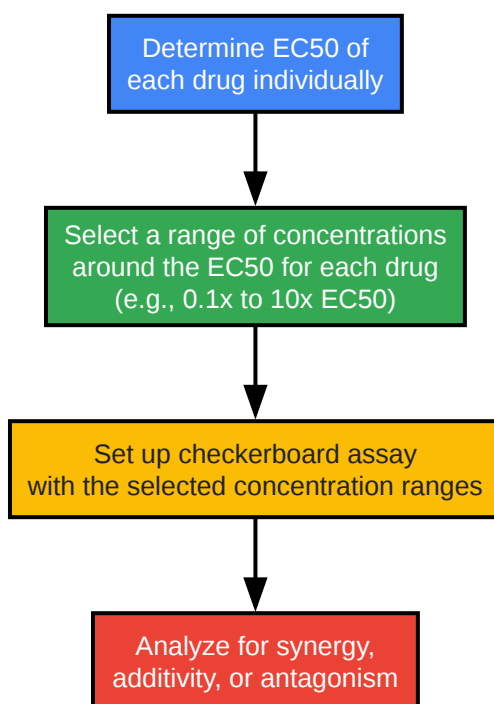 Determine EC50 of
each drug individually
Select a range of concentrations
around the EC50 for each drug
(e.g., 0.1x to 10x EC50)
Set up checkerboard assay
with the selected concentration ranges
Analyze for synergy,
additivity, or antagonism